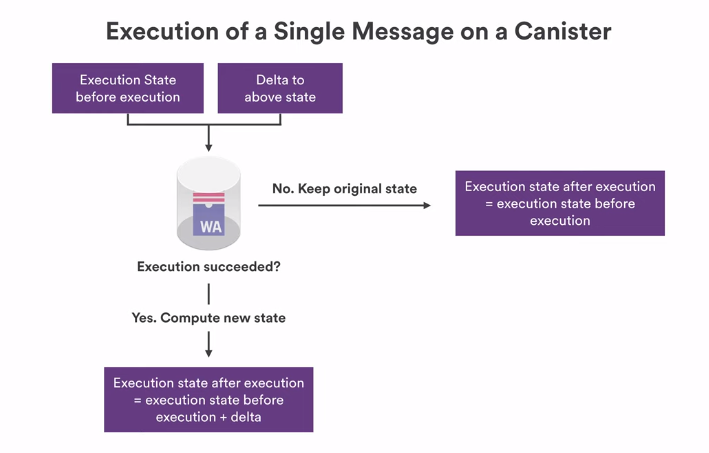 Execution of a Single Message on a Canister
Execution State
before execution
Delta to
above state
WA
No. Keep original state
Execution state after execution
= execution state before
execution
Execution succeeded?
Yes. Compute new state
Execution state after execution
= execution state before
execution + delta